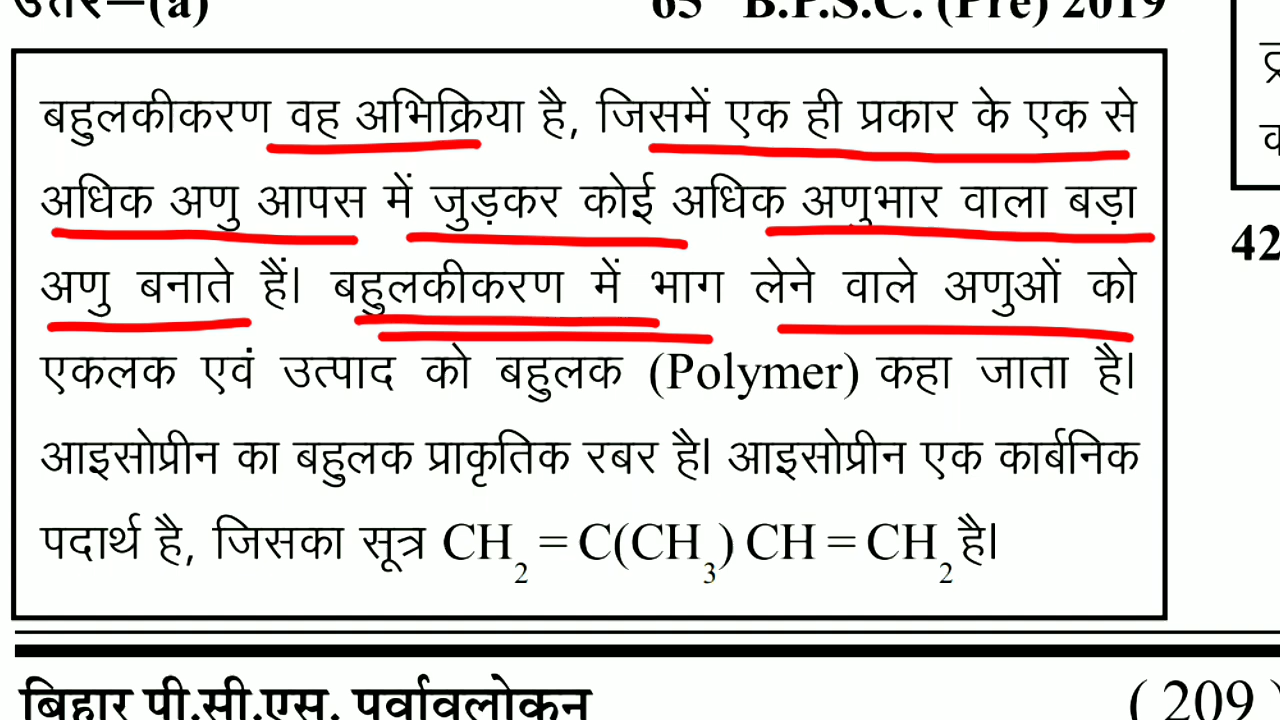 उत्तर—(a) 65 B.P.S.C. (Pre) 2019
बहुलकीकरण वह अभिक्रिया है, जिसमें एक ही प्रकार के एक से
अधिक अणु आपस में जुड़कर कोई अधिक अणुभार वाला बड़ा
अणु बनाते हैं। बहुलकीकरण में भाग लेने वाले अणुओं को
एकलक एवं उत्पाद को बहुलक (Polymer) कहा जाता है।
आइसोप्रीन का बहुलक प्राकृतिक रबर है। आइसोप्रीन एक कार्बनिक
पदार्थ है, जिसका सूत्र CH₂ = C(CH₃) CH = CH₂ है।
बिहार पी.सी.एस. पूर्वावलोकन (209)
42